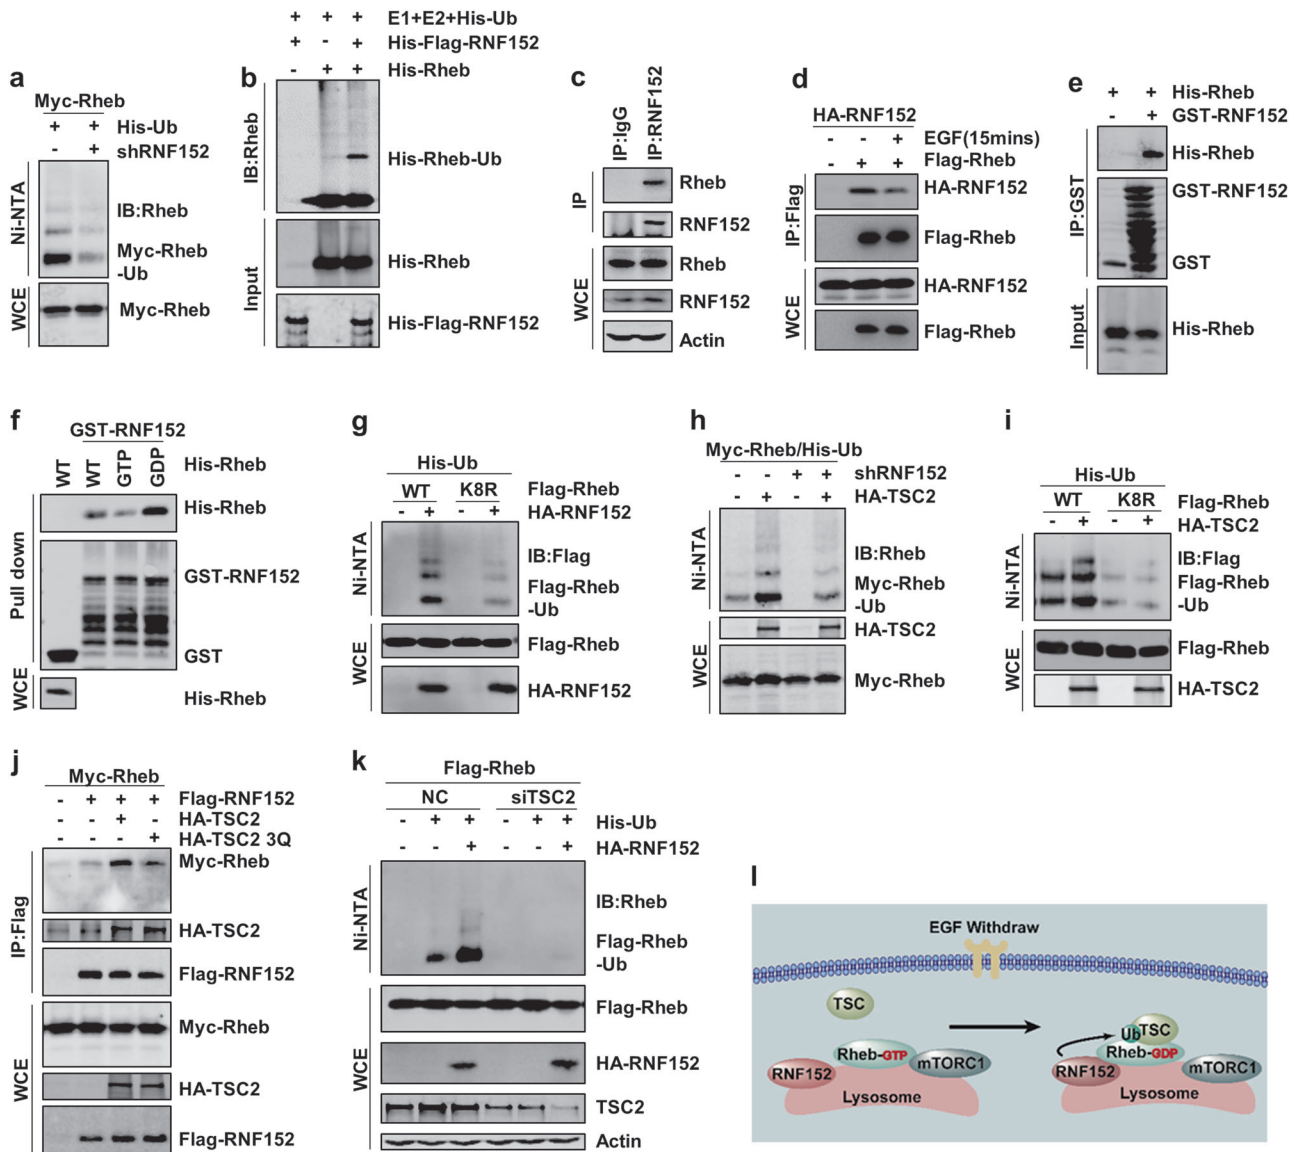 a
Myc-Rheb
+ + His-Ub
- + shRNF152
Ni-NTA
IB:Rheb
Myc-Rheb
-Ub
WCE
Myc-Rheb
b
+ + + E1+E2+His-Ub
+ - + His-Flag-RNF152
- + + His-Rheb
IB:Rheb
His-Rheb-Ub
Input
His-Rheb
His-Flag-RNF152
c
IP:IgG
IP:RNF152
IP
Rheb
RNF152
WCE
Rheb
RNF152
Actin
d
HA-RNF152
- - + EGF(15mins)
- + + Flag-Rheb
IP:Flag
HA-RNF152
Flag-Rheb
WCE
HA-RNF152
Flag-Rheb
e
+ + His-Rheb
- + GST-RNF152
IP:GST
His-Rheb
GST-RNF152
GST
Input
His-Rheb
f
GST-RNF152
WT WT GTP GDP His-Rheb
Pull down
His-Rheb
GST-RNF152
GST
WCE
His-Rheb
g
His-Ub
WT K8R Flag-Rheb
- + - + HA-RNF152
Ni-NTA
IB:Flag
Flag-Rheb
-Ub
WCE
Flag-Rheb
HA-RNF152
h
Myc-Rheb/His-Ub
- - + + shRNF152
- + - + HA-TSC2
Ni-NTA
IB:Rheb
Myc-Rheb
-Ub
WCE
HA-TSC2
Myc-Rheb
i
His-Ub
WT K8R Flag-Rheb
- + - + HA-TSC2
Ni-NTA
IB:Flag
Flag-Rheb
-Ub
WCE
Flag-Rheb
HA-TSC2
j
Myc-Rheb
- + + + Flag-RNF152
- - + - HA-TSC2
- - - + HA-TSC2 3Q
IP:Flag
Myc-Rheb
HA-TSC2
Flag-RNF152
WCE
Myc-Rheb
HA-TSC2
Flag-RNF152
k
Flag-Rheb
NC siTSC2
- + + - + + His-Ub
- - + - - + HA-RNF152
Ni-NTA
IB:Rheb
Flag-Rheb
-Ub
WCE
Flag-Rheb
HA-RNF152
TSC2
Actin
l
EGF Withdraw
TSC
Rheb-GTP
RNF152
mTORC1
Lysosome
Ub
TSC
Rheb-GDP
RNF152
mTORC1
Lysosome